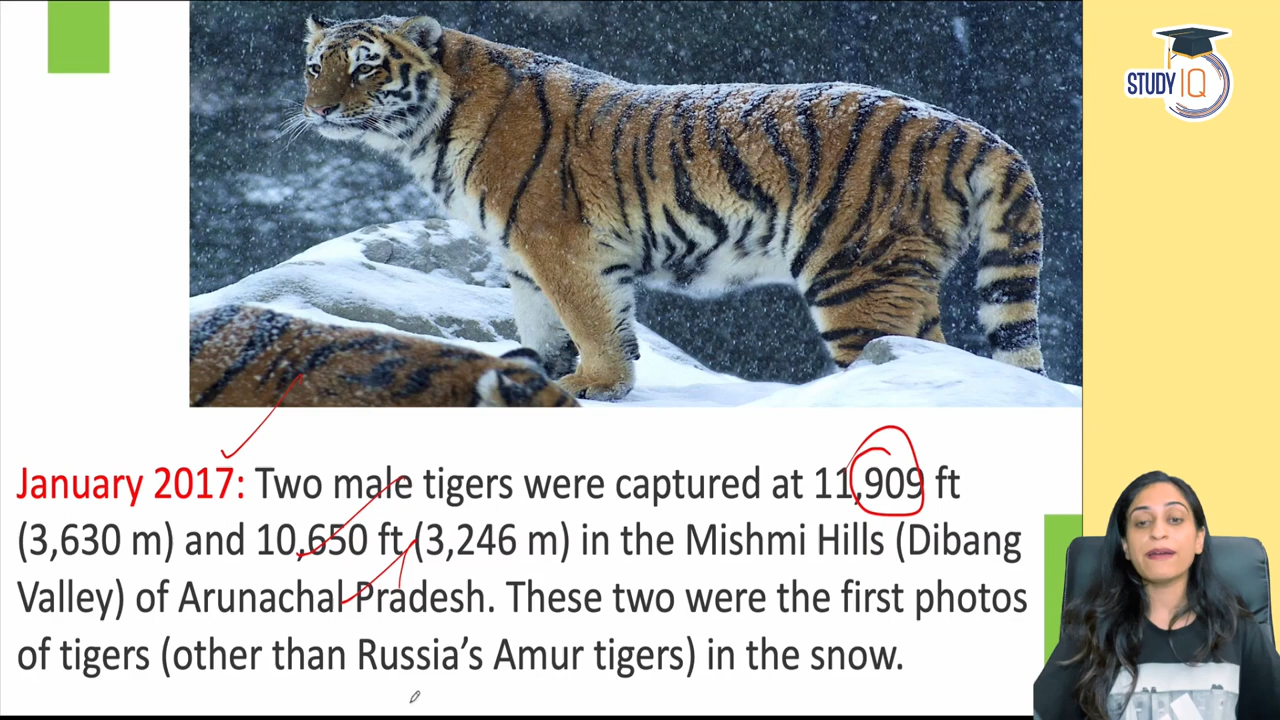 STUDY IQ
January 2017: Two male tigers were captured at 11,909 ft
(3,630 m) and 10,650 ft (3,246 m) in the Mishmi Hills (Dibang
Valley) of Arunachal Pradesh. These two were the first photos
of tigers (other than Russia's Amur tigers) in the snow.